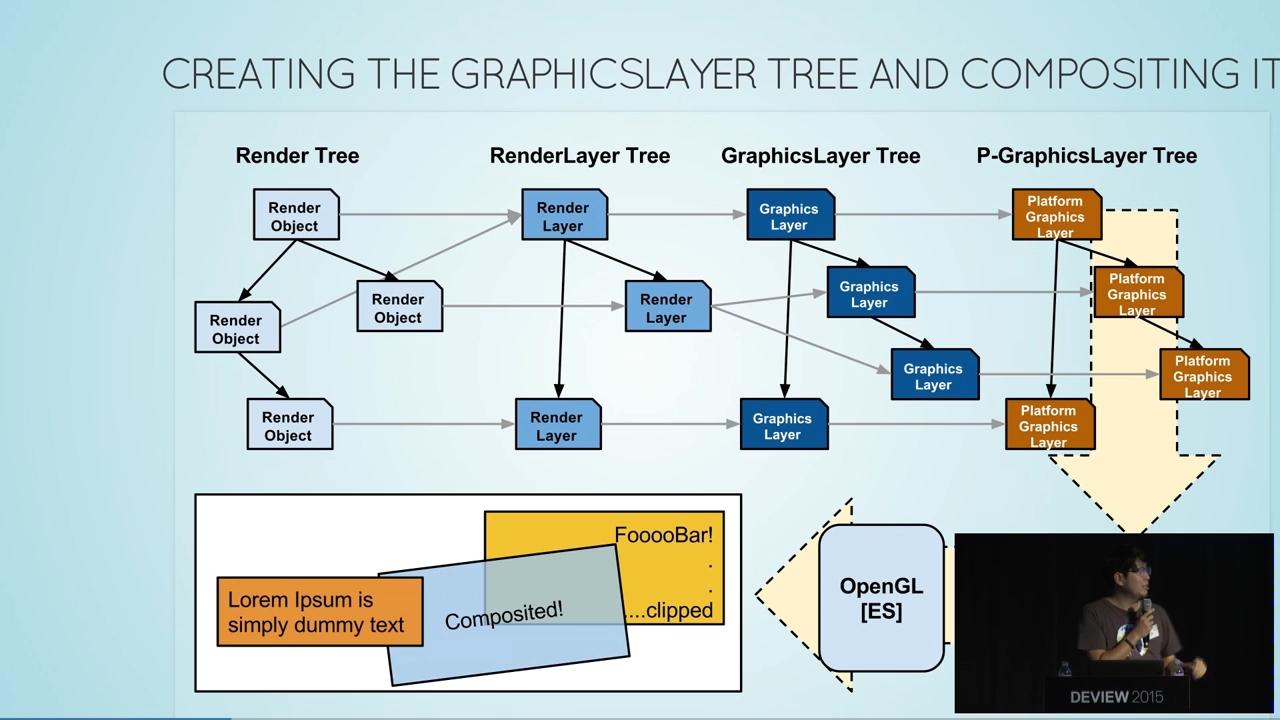 CREATING THE GRAPHICSLAYER TREE AND COMPOSITING IT
Render Tree
RenderLayer Tree
GraphicsLayer Tree
P-GraphicsLayer Tree
Render
Object
Render
Layer
Graphics
Layer
Platform
Graphics
Layer
Render
Object
Render
Layer
Graphics
Layer
Platform
Graphics
Layer
Render
Object
Graphics
Layer
Platform
Graphics
Layer
Render
Object
Render
Layer
Graphics
Layer
Platform
Graphics
Layer
FooooBar!
.
.
....clipped
Lorem Ipsum is
simply dummy text
Composited!
OpenGL
[ES]
DEVIEW 2015